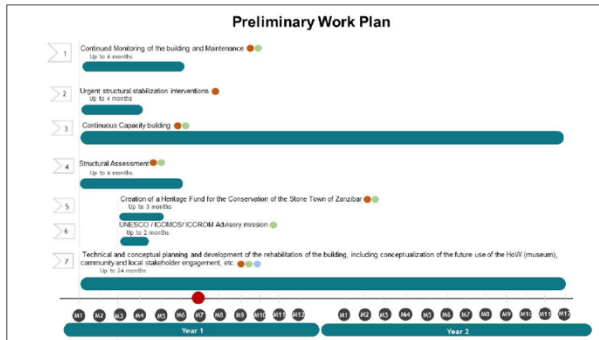 Preliminary Work Plan
1
Continued Monitoring of the building and Maintenance
Up to 6 months
2
Urgent structural stabilization interventions
Up to 4 months
3
Continuous Capacity building
4
Structural Assessment
Up to 6 months
5
Creation of a Heritage Fund for the Conservation of the Stone Town of Zanzibar
Up to 3 months
6
UNESCO / ICOMOS/ ICCROM Advisory mission
Up to 2 months
7
Technical and conceptual planning and development of the rehabilitation of the building, including conceptualization of the future use of the HoW (museum),
community and local stakeholder engagement, etc.
Up to 24 months
M1 M2 M3 M4 M5 M6 M7 M8 M9 M10 M11 M12 M1 M2 M3 M4 M5 M6 M7 M8 M9 M10 M11 M12
Year 1 Year 2